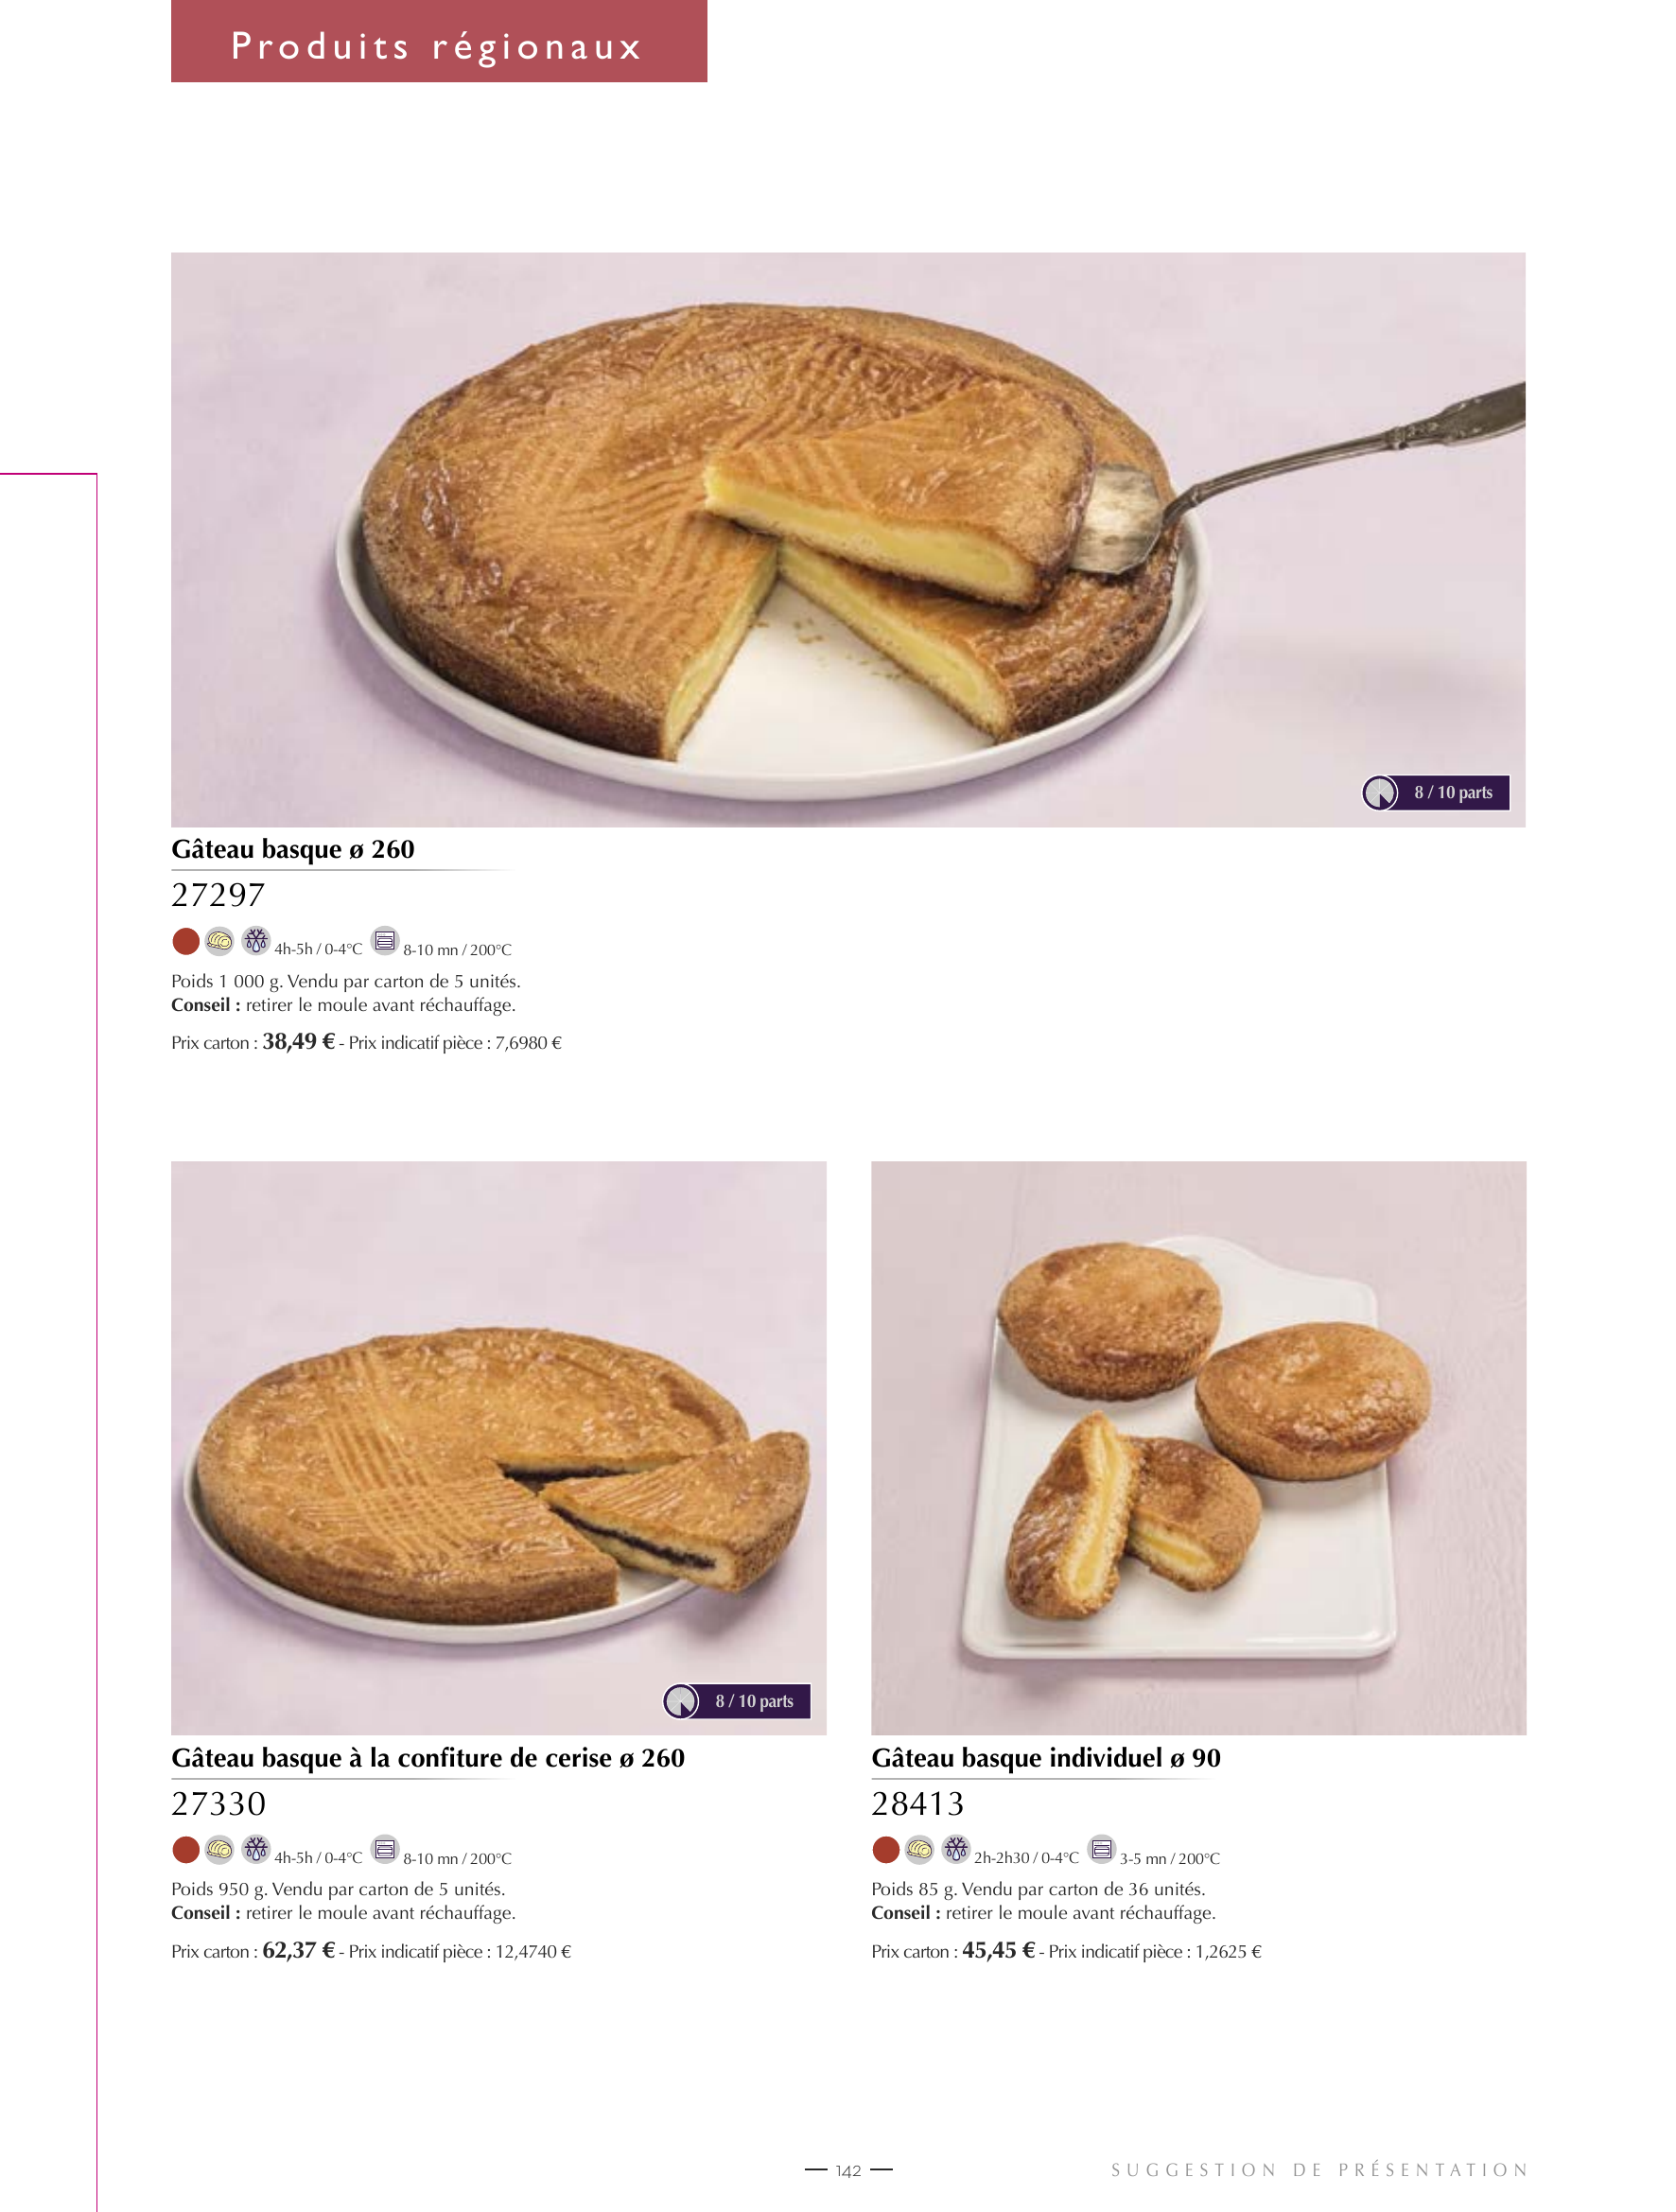 Produits régionaux
8 / 10 parts
Gâteau basque ø 260
27297
4h-5h / 0-4°C 8-10 mn / 200°C
Poids 1 000 g. Vendu par carton de 5 unités.
Conseil : retirer le moule avant réchauffage.
Prix carton : 38,49 € - Prix indicatif pièce : 7,6980 €
8 / 10 parts
Gâteau basque à la confiture de cerise ø 260
27330
4h-5h / 0-4°C 8-10 mn / 200°C
Poids 950 g. Vendu par carton de 5 unités.
Conseil : retirer le moule avant réchauffage.
Prix carton : 62,37 € - Prix indicatif pièce : 12,4740 €
Gâteau basque individuel ø 90
28413
2h-2h30 / 0-4°C 3-5 mn / 200°C
Poids 85 g. Vendu par carton de 36 unités.
Conseil : retirer le moule avant réchauffage.
Prix carton : 45,45 € - Prix indicatif pièce : 1,2625 €
142
SUGGESTION DE PRÉSENTATION